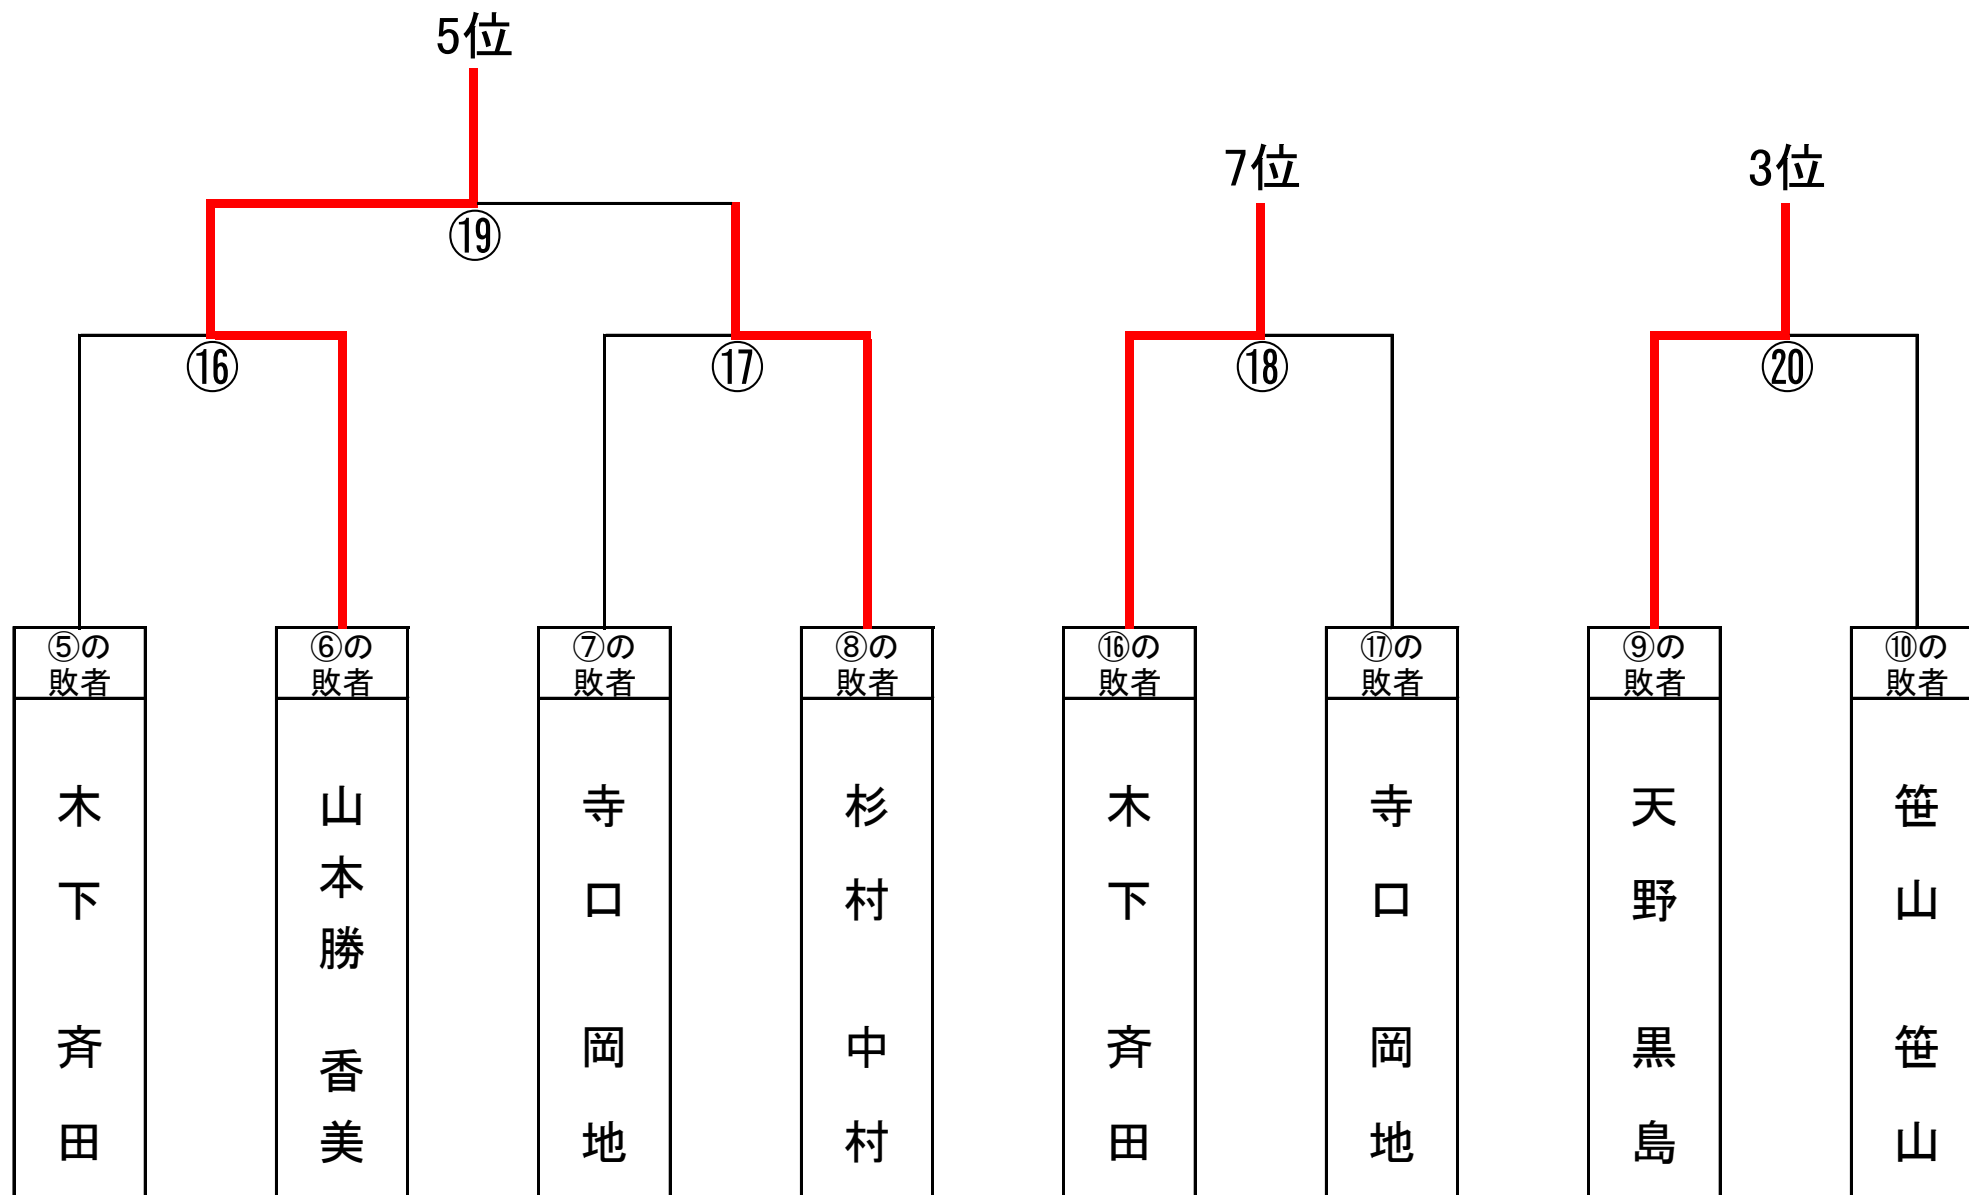 5位
7位
3位
⑲
⑯
⑰
⑱
⑳
⑤の
敗者
⑥の
敗者
⑦の
敗者
⑧の
敗者
⑯の
敗者
⑰の
敗者
⑨の
敗者
⑩の
敗者
木下 斉田
山本勝 香美
寺口 岡地
杉村 中村
木下 斉田
寺口 岡地
天野 黒島
笹山 笹山